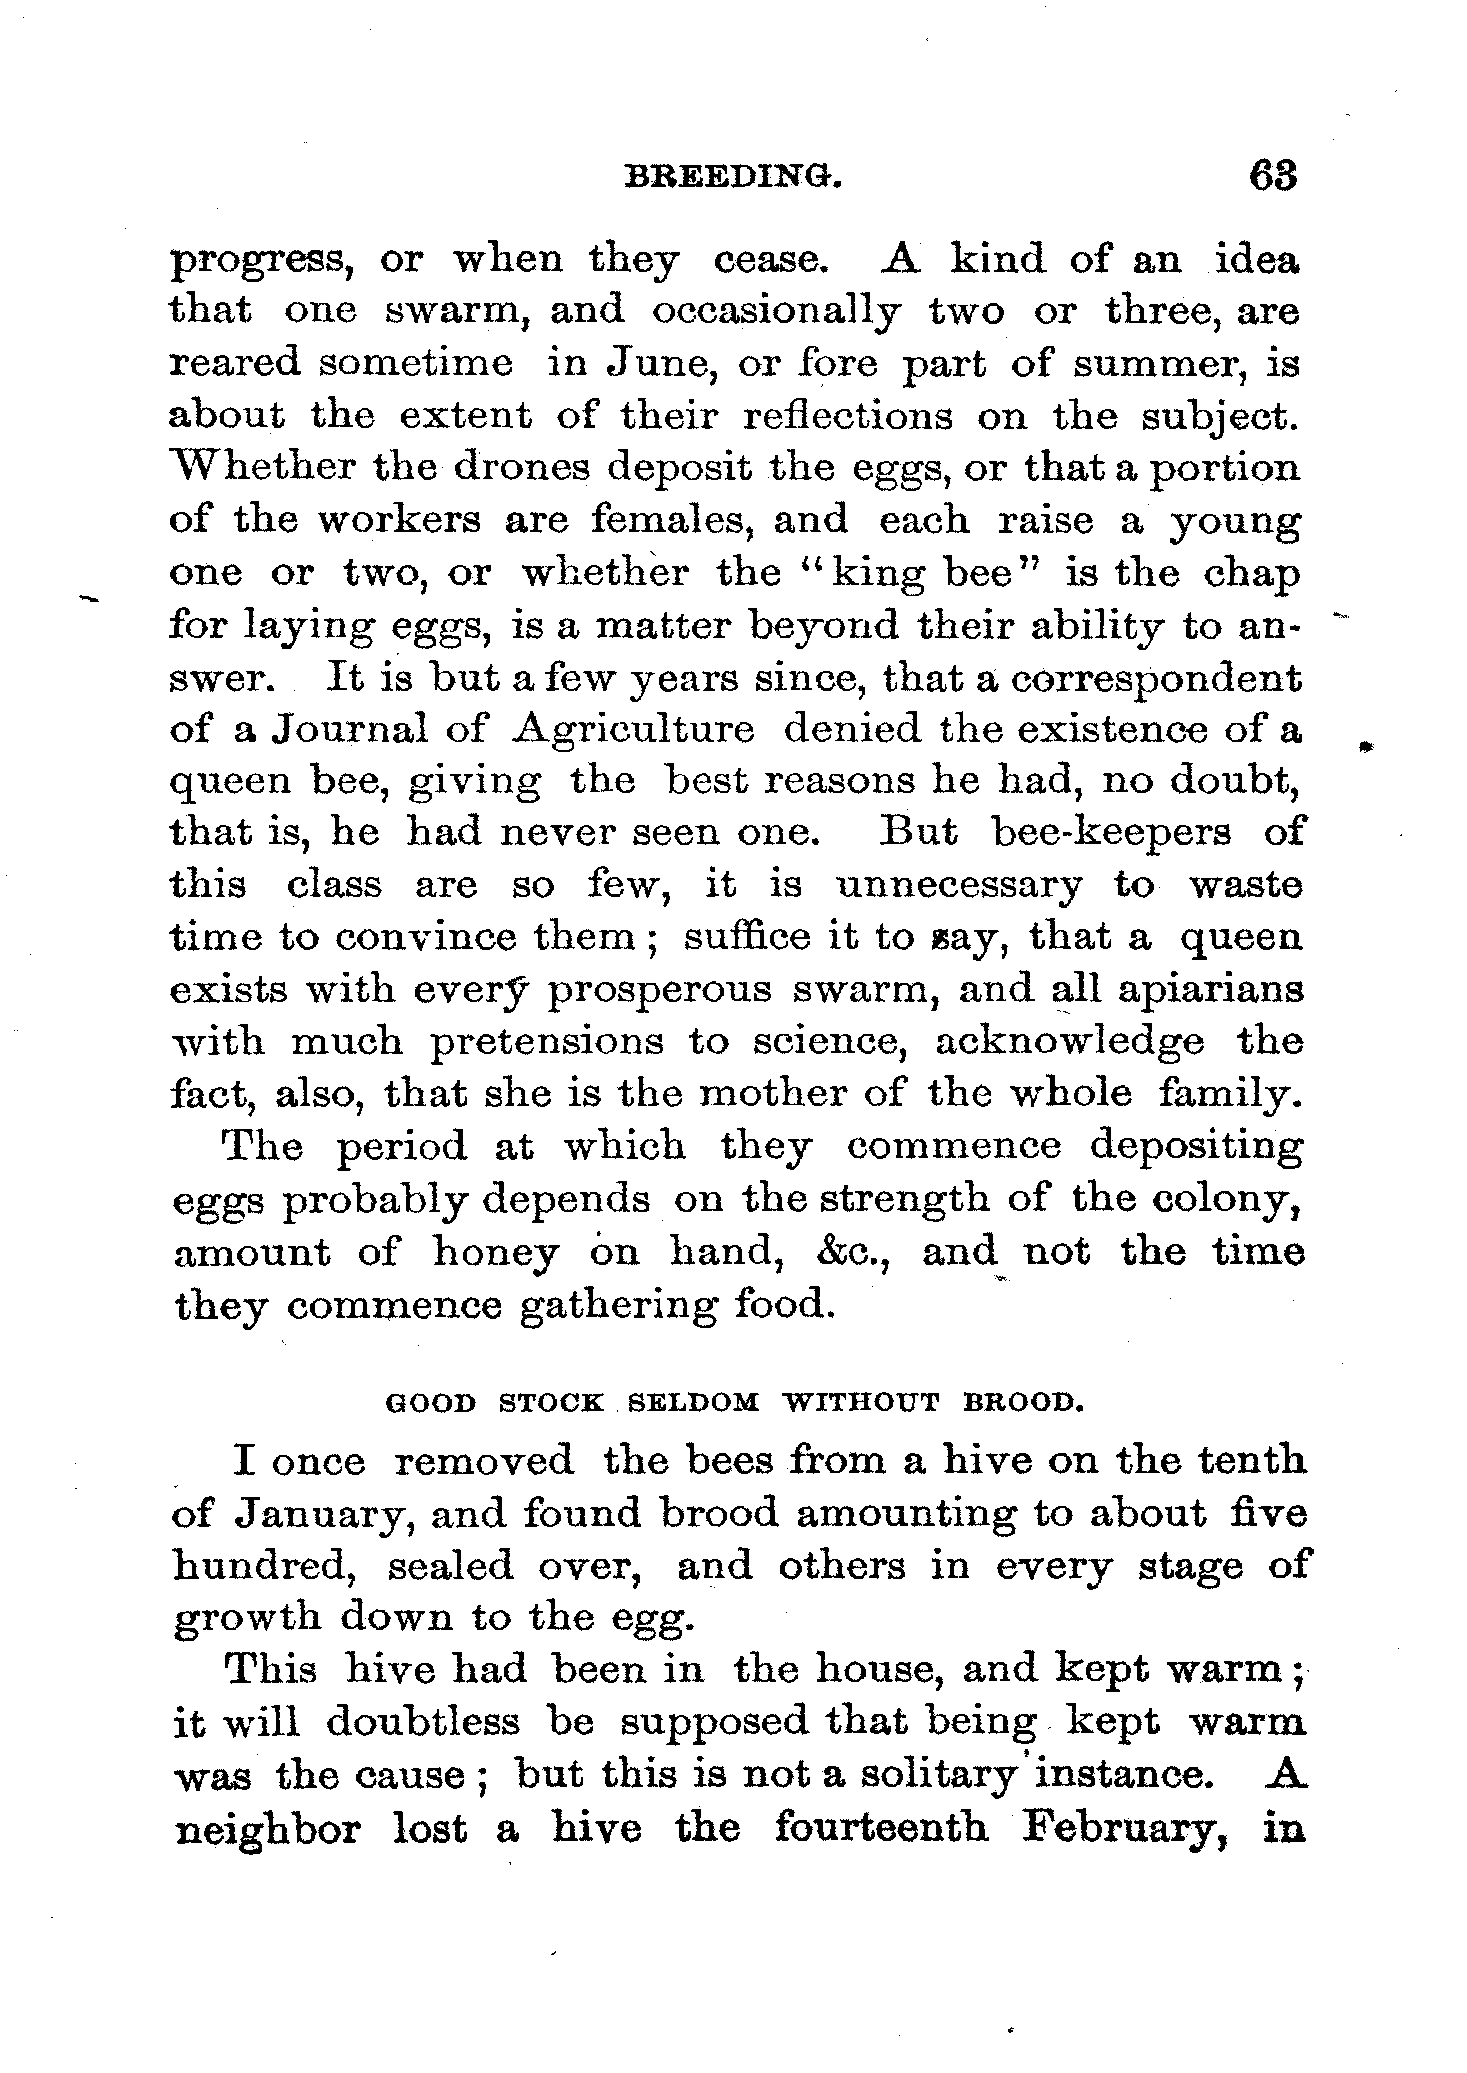 BREEDING. 63
progress, or when they cease. A kind of an idea
that one swarm, and occasionally two or three, are
reared sometime in June, or fore part of summer, is
about the extent of their reflections on the subject.
Whether the drones deposit the eggs, or that a portion
of the workers are females, and each raise a young
one or two, or whether the "king bee" is the chap
for laying eggs, is a matter beyond their ability to an-
swer. It is but a few years since, that a correspondent
of a Journal of Agriculture denied the existence of a
queen bee, giving the best reasons he had, no doubt,
that is, he had never seen one. But bee-keepers of
this class are so few, it is unnecessary to waste
time to convince them; suffice it to say, that a queen
exists with every prosperous swarm, and all apiarians
with much pretensions to science, acknowledge the
fact, also, that she is the mother of the whole family.
The period at which they commence depositing
eggs probably depends on the strength of the colony,
amount of honey on hand, &c., and not the time
they commence gathering food.
GOOD STOCK SELDOM WITHOUT BROOD.
I once removed the bees from a hive on the tenth
of January, and found brood amounting to about five
hundred, sealed over, and others in every stage of
growth down to the egg.
This hive had been in the house, and kept warm;
it will doubtless be supposed that being kept warm
was the cause; but this is not a solitary instance. A
neighbor lost a hive the fourteenth February, in